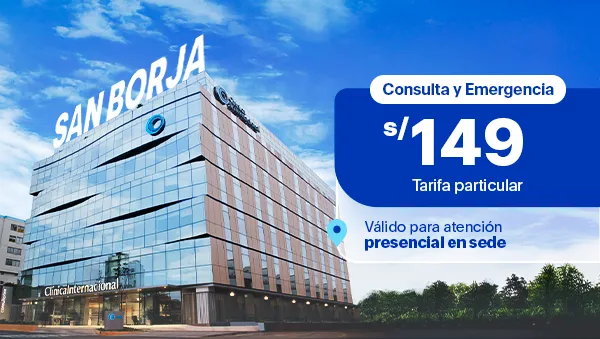 SAN BORJA
Clínica Internacional
Consulta y Emergencia
s/149
Tarifa particular
Válido para atención
presencial en sede